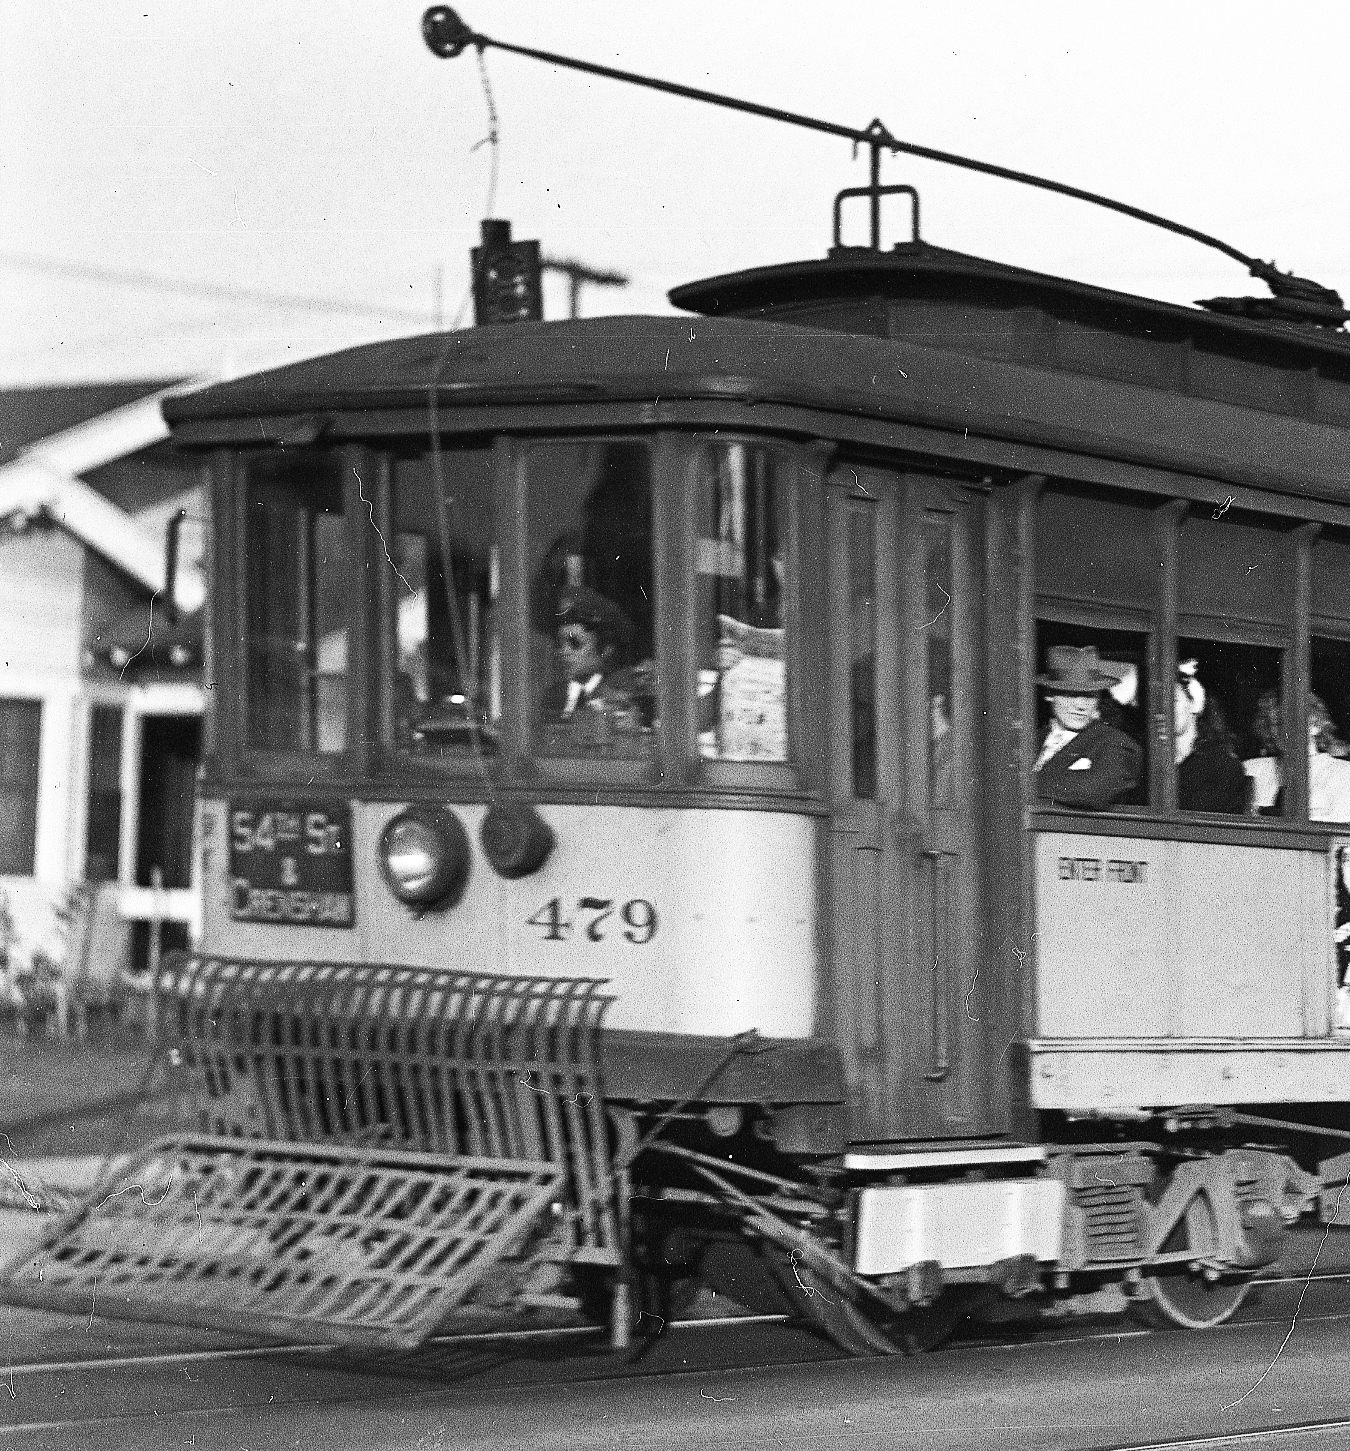 54TH ST.
&
CRENSHAW
479
ENTER FRONT